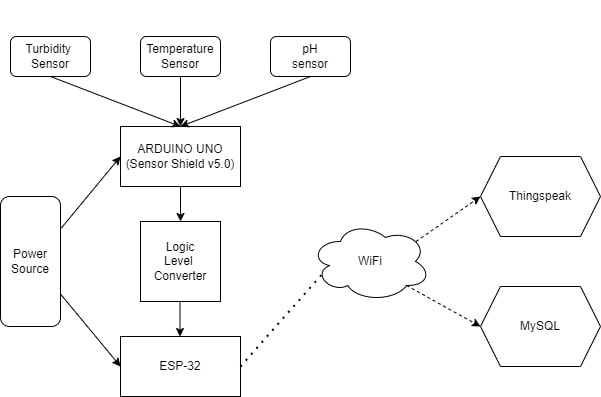 Turbidity
Sensor
Temperature
Sensor
pH
sensor
ARDUINO UNO
(Sensor Shield v5.0)
Power
Source
Logic
Level
Converter
ESP-32
WiFi
Thingspeak
MySQL